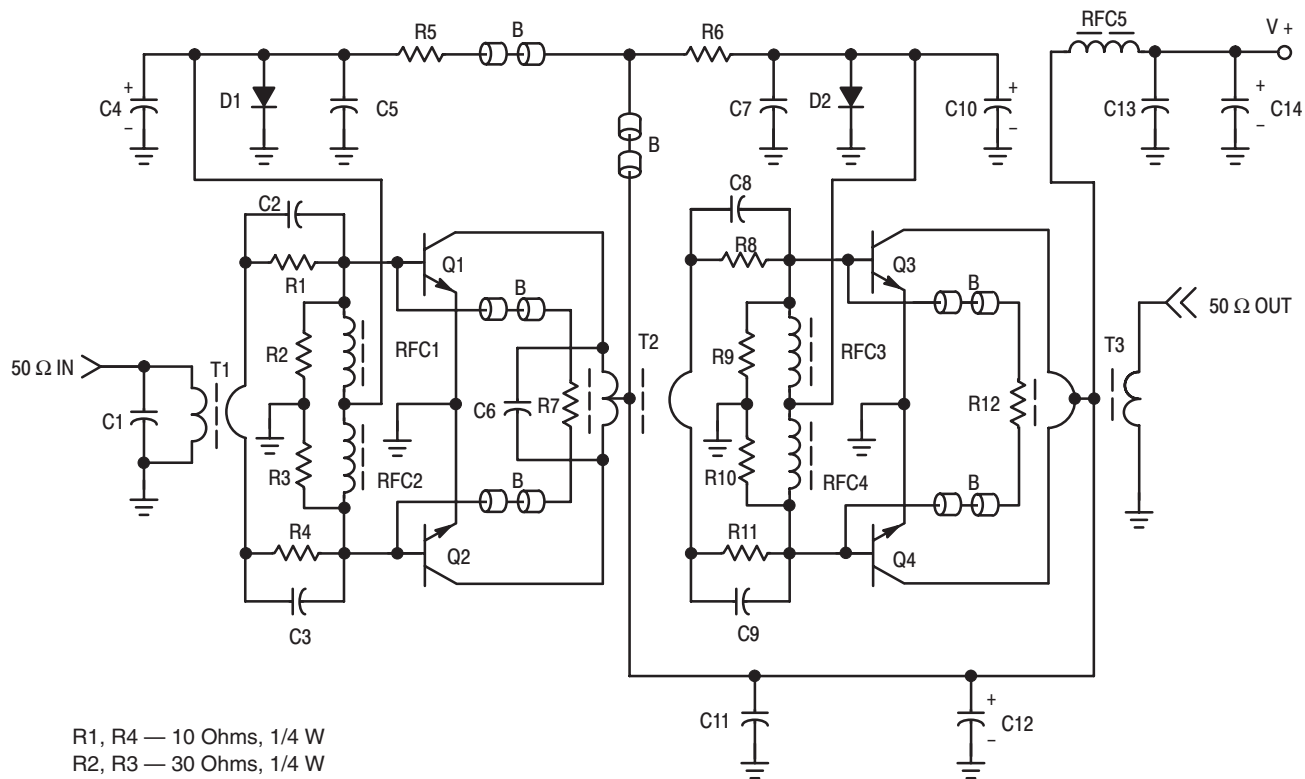 RFC5
V +
R5
B
R6
+
C4
−
D1
C5
C7
D2
+
C10
−
C13
+
C14
−
B
C2
C8
R1
Q1
B
R8
Q3
B
50 Ω OUT
R2
RFC1
T2
R9
RFC3
T3
50 Ω IN
T1
C1
C6
R7
R12
R3
RFC2
R10
RFC4
B
B
R4
Q2
R11
Q4
C3
C9
C11
+
C12
−
R1, R4 — 10 Ohms, 1/4 W
R2, R3 — 30 Ohms, 1/4 W